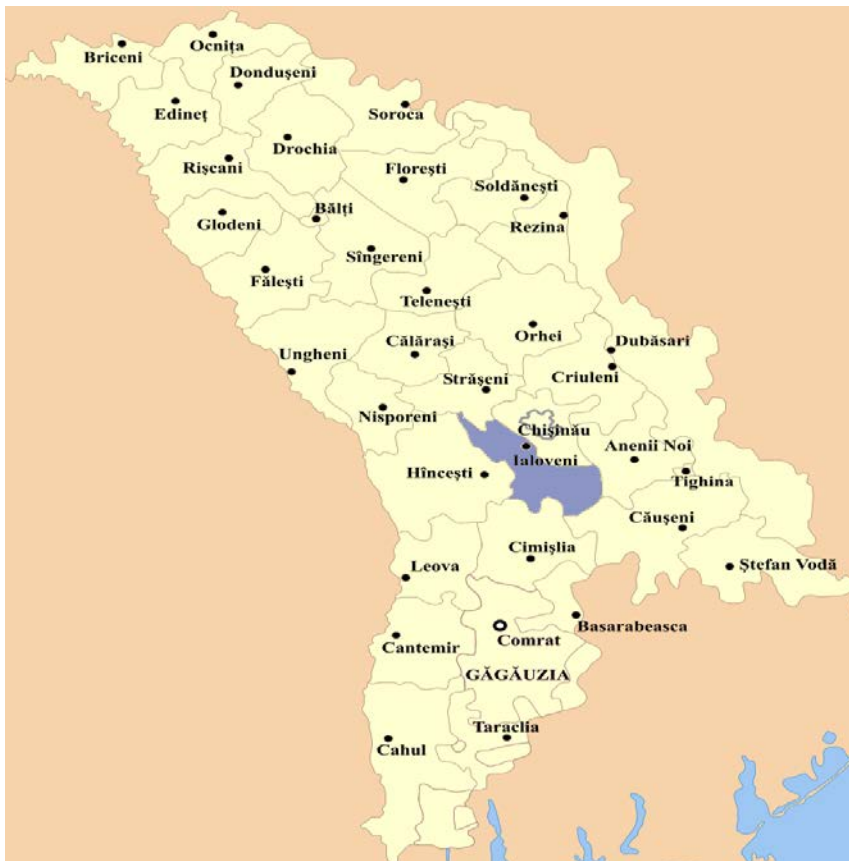 Ocnița
Briceni
Dondușeni
Edineț
Soroca
Drochia
Rișcani
Florești
Soldănești
Bălți
Glodeni
Rezina
Sîngereni
Fălești
Telenești
Orhei
Călărași
Dubăsari
Ungheni
Criuleni
Strășeni
Nisporeni
Chișinău
Anenii Noi
Ialoveni
Hîncești
Tighina
Căușeni
Cimișlia
Leova
Ștefan Vodă
Basarabeasca
Comrat
Cantemir
GĂGĂUZIA
Taraclia
Cahul